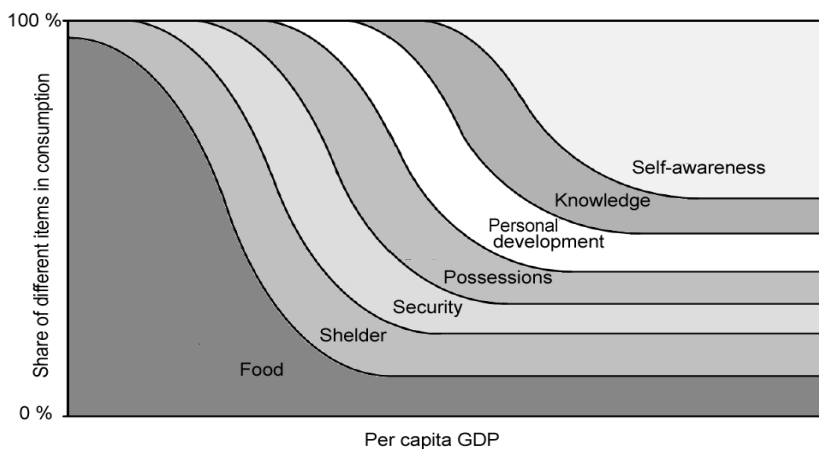 100 %
Share of different items in consumption
Self-awareness
Knowledge
Personal
development
Possessions
Security
Shelder
Food
0 %
Per capita GDP